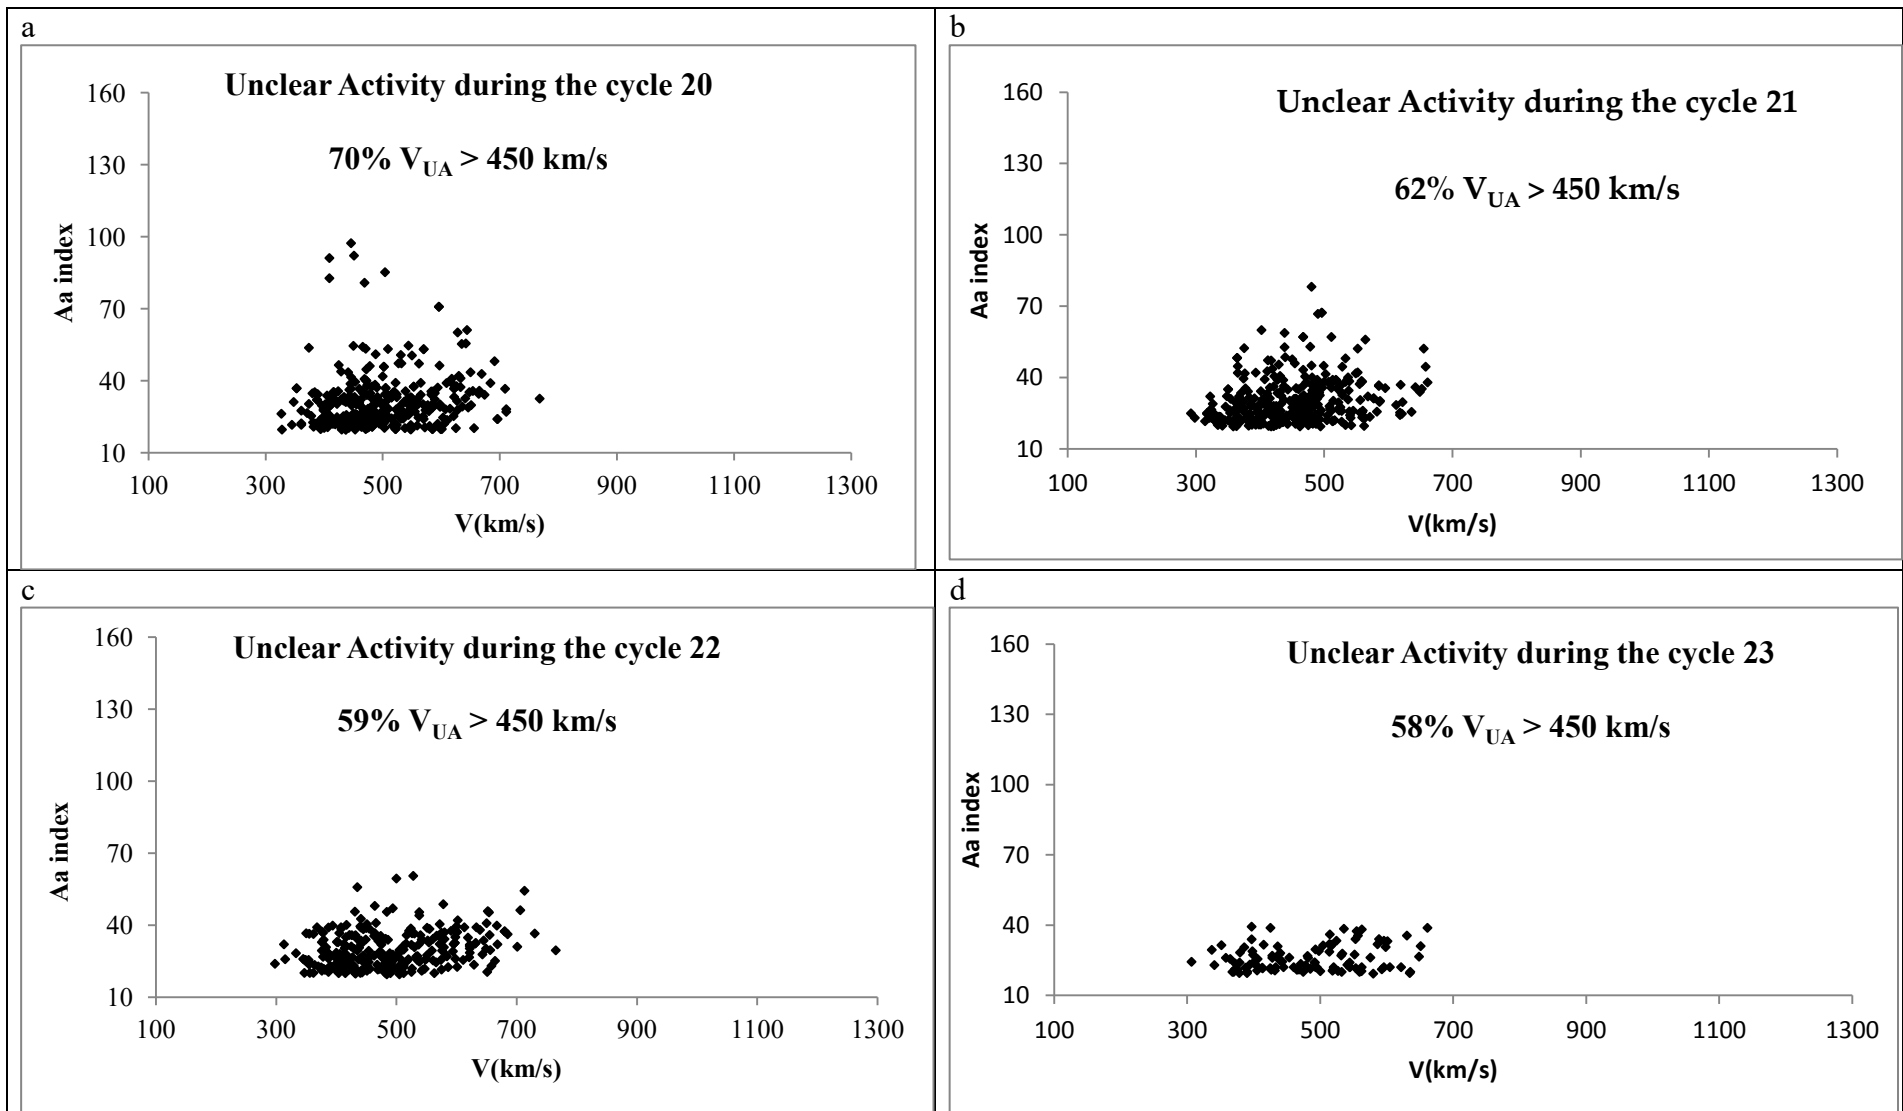 a
Unclear Activity during the cycle 20
70% V_UA > 450 km/s
160
130
100
70
40
10
Aa index
100 300 500 700 900 1100 1300
V(km/s)
b
Unclear Activity during the cycle 21
62% V_UA > 450 km/s
160
130
100
70
40
10
Aa index
100 300 500 700 900 1100 1300
V(km/s)
c
Unclear Activity during the cycle 22
59% V_UA > 450 km/s
160
130
100
70
40
10
Aa index
100 300 500 700 900 1100 1300
V(km/s)
d
Unclear Activity during the cycle 23
58% V_UA > 450 km/s
160
130
100
70
40
10
Aa index
100 300 500 700 900 1100 1300
V(km/s)